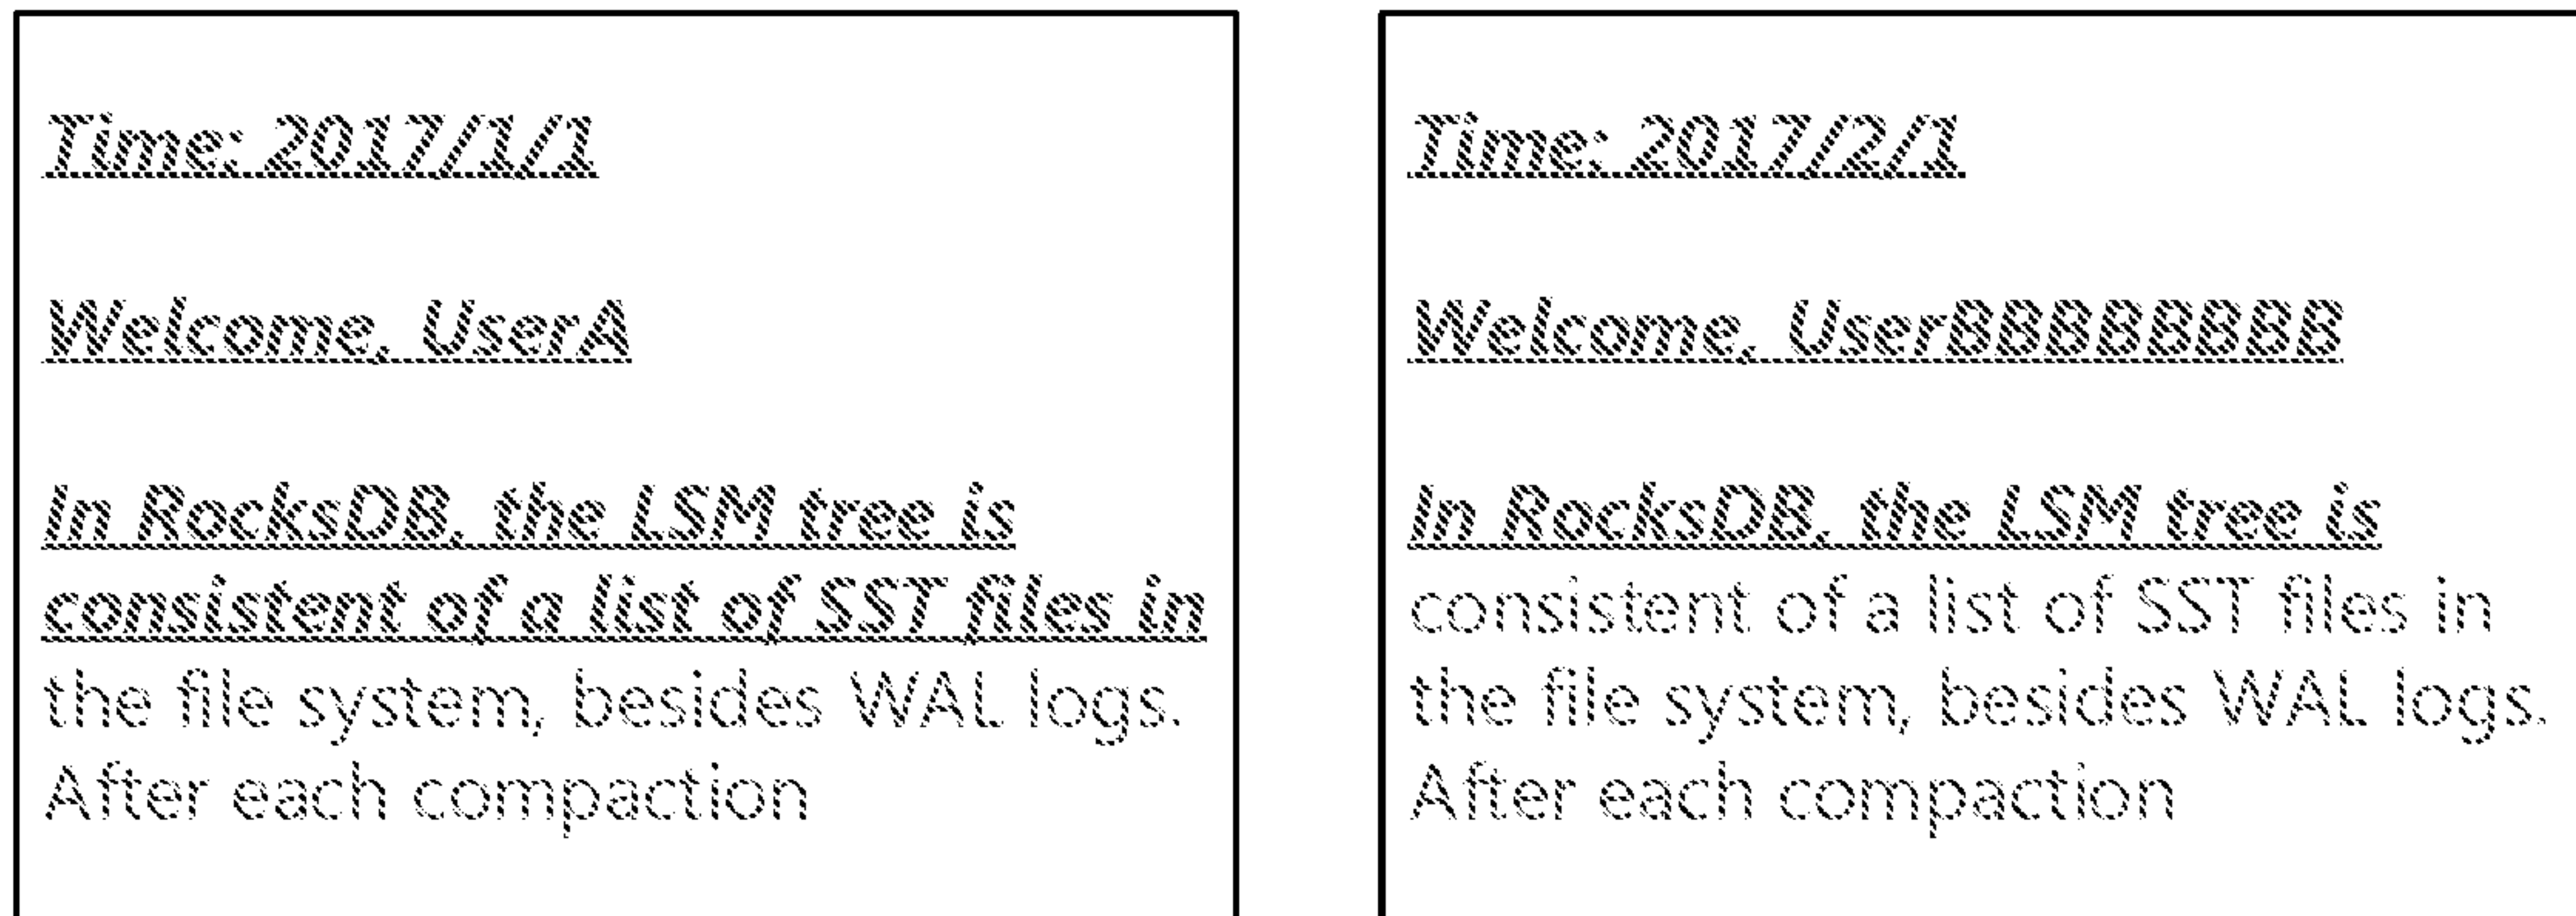 Time: 2017/1/1
Welcome, UserA
In RocksDB, the LSM tree is
consistent of a list of SST files in
the file system, besides WAL logs.
After each compaction
Time: 2017/2/1
Welcome, UserBBBBBBBB
In RocksDB, the LSM tree is
consistent of a list of SST files in
the file system, besides WAL logs.
After each compaction